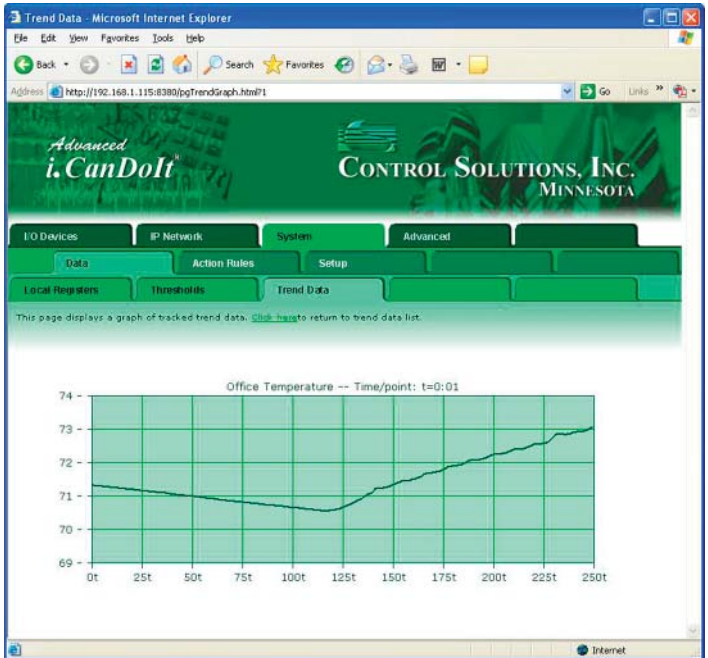 Trend Data - Microsoft Internet Explorer
File Edit View Favorites Tools Help
Back Search Favorites
Address http://192.168.1.115:8380/pgTrendGraph.html?1 Go Links »
Advanced
i.CanDoIt®
CONTROL SOLUTIONS, INC.
MINNESOTA
I/O Devices IP Network System Advanced
Data Action Rules Setup
Local Registers Thresholds Trend Data
This page displays a graph of tracked trend data. Click here to return to trend data list.
Office Temperature -- Time/point: t=0:01
74
73
72
71
70
69
0t 25t 50t 75t 100t 125t 150t 175t 200t 225t 250t
Internet